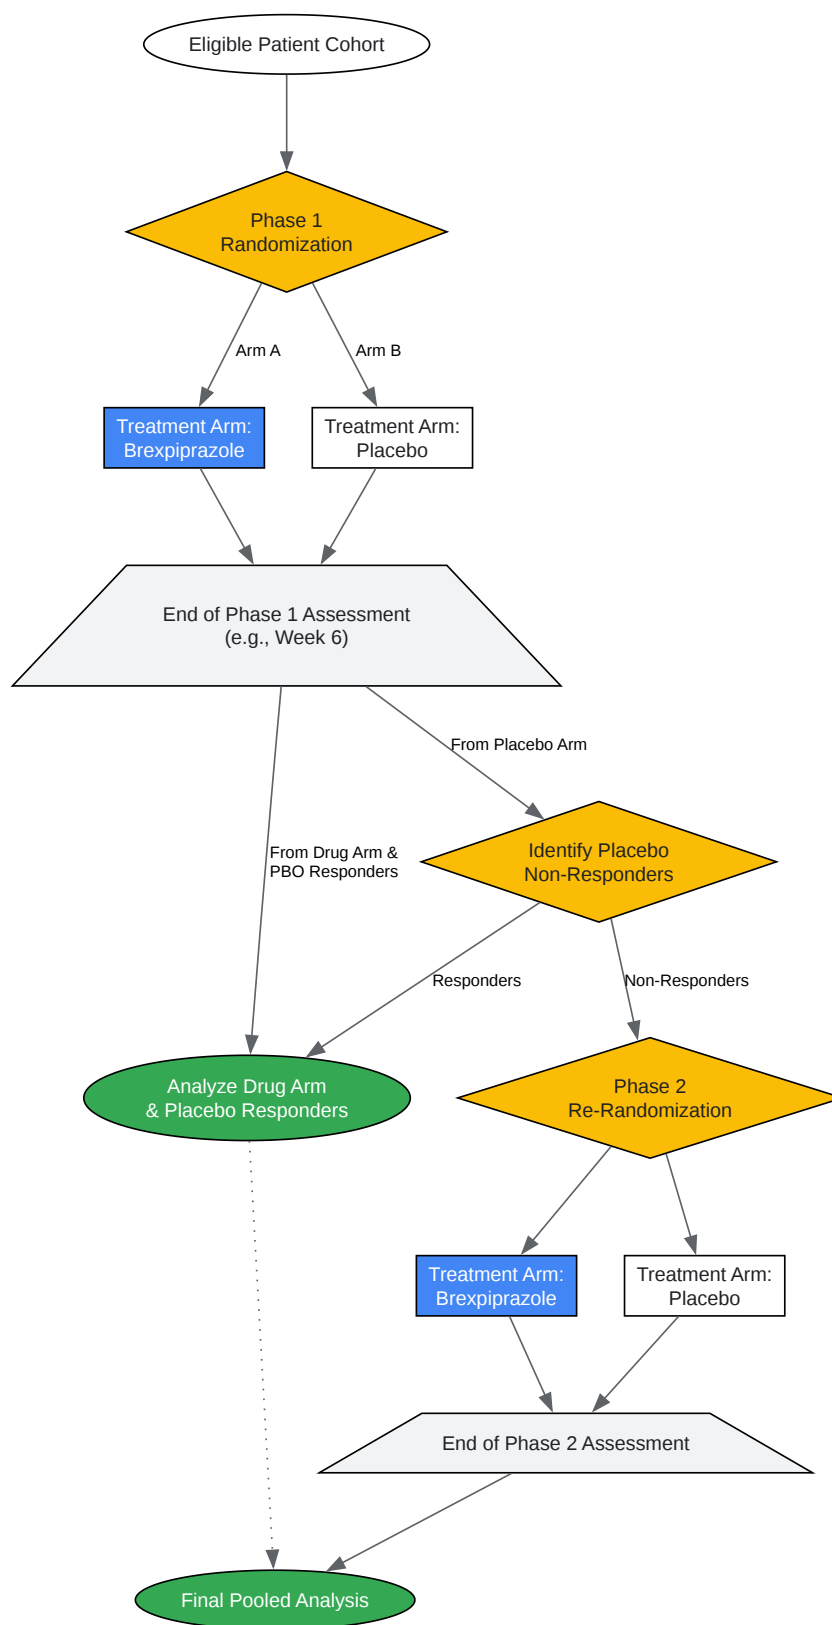 Eligible Patient Cohort
Phase 1
Randomization
Arm A
Arm B
Treatment Arm:
Brexpiprazole
Treatment Arm:
Placebo
End of Phase 1 Assessment
(e.g., Week 6)
From Placebo Arm
From Drug Arm &
PBO Responders
Identify Placebo
Non-Responders
Responders
Non-Responders
Analyze Drug Arm
& Placebo Responders
Phase 2
Re-Randomization
Treatment Arm:
Brexpiprazole
Treatment Arm:
Placebo
End of Phase 2 Assessment
Final Pooled Analysis